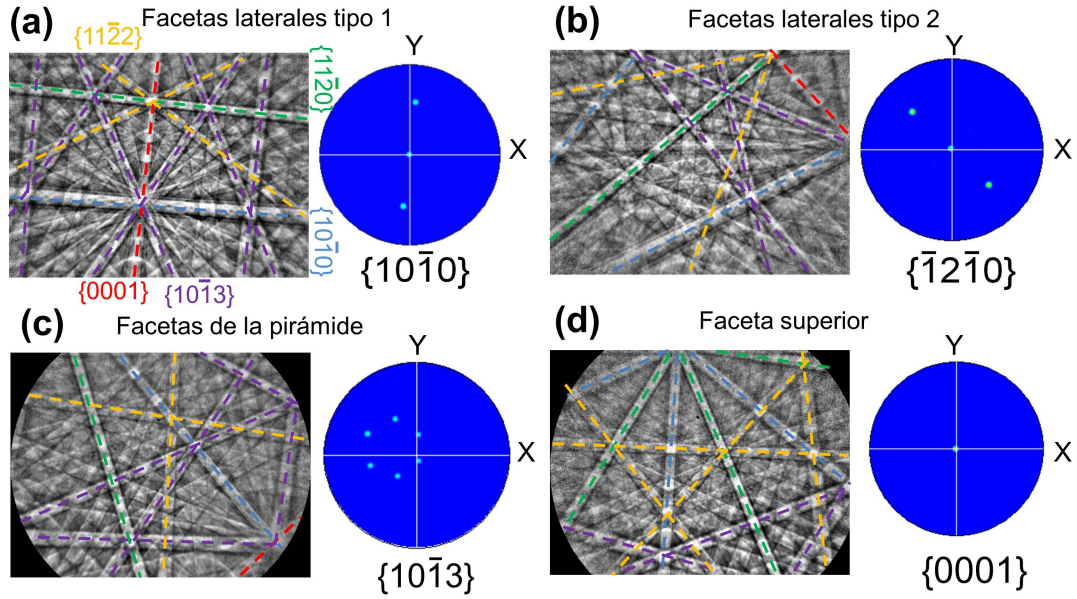 (a) Facetas laterales tipo 1
{112̅2}
{112̅0}
{101̅0}
{0001}
{101̅3}
Y
X
{101̅0}
(b) Facetas laterales tipo 2
Y
X
{1̅21̅0}
(c) Facetas de la pirámide
Y
X
{101̅3}
(d) Faceta superior
Y
X
{0001}